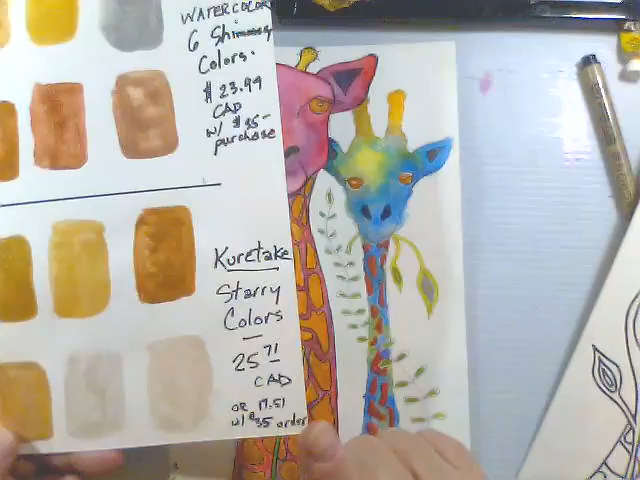 WATERCOLOR
6 Shimmery
Colors.
$ 23.99
CAD
w/ $35-
purchase
Kuretake
Starry
Colors
25.71
CAD
OR 17.51
w/ $35 order